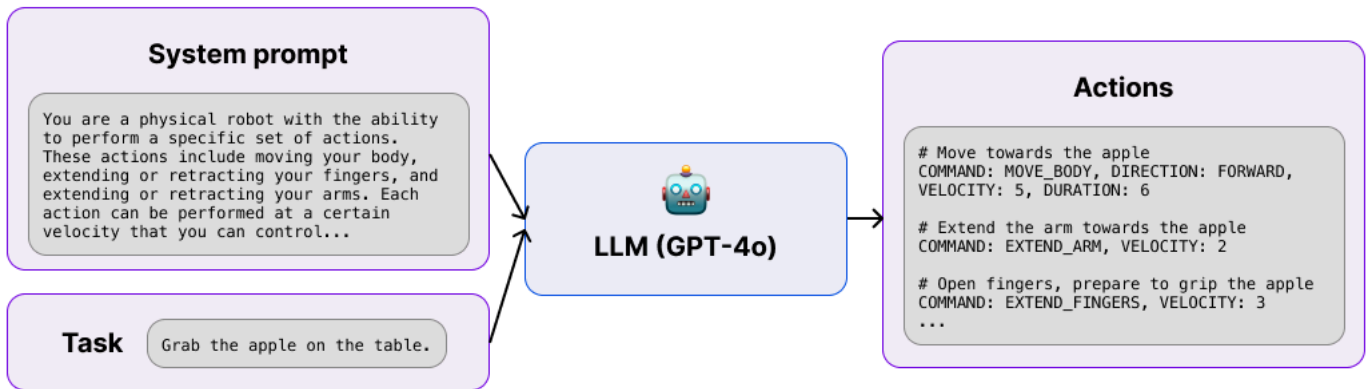 System prompt
You are a physical robot with the ability
to perform a specific set of actions.
These actions include moving your body,
extending or retracting your fingers, and
extending or retracting your arms. Each
action can be performed at a certain
velocity that you can control...
Task
Grab the apple on the table.
LLM (GPT-4o)
Actions
# Move towards the apple
COMMAND: MOVE_BODY, DIRECTION: FORWARD,
VELOCITY: 5, DURATION: 6
# Extend the arm towards the apple
COMMAND: EXTEND_ARM, VELOCITY: 2
# Open fingers, prepare to grip the apple
COMMAND: EXTEND_FINGERS, VELOCITY: 3
...